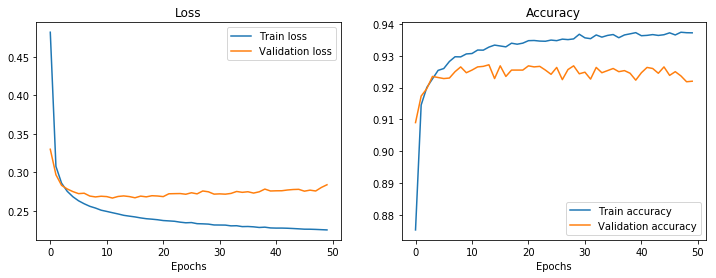 Loss
Train loss
Validation loss
0.45
0.40
0.35
0.30
0.25
0 10 20 30 40 50
Epochs
Accuracy
0.94
0.93
0.92
0.91
0.90
0.89
0.88
Train accuracy
Validation accuracy
0 10 20 30 40 50
Epochs